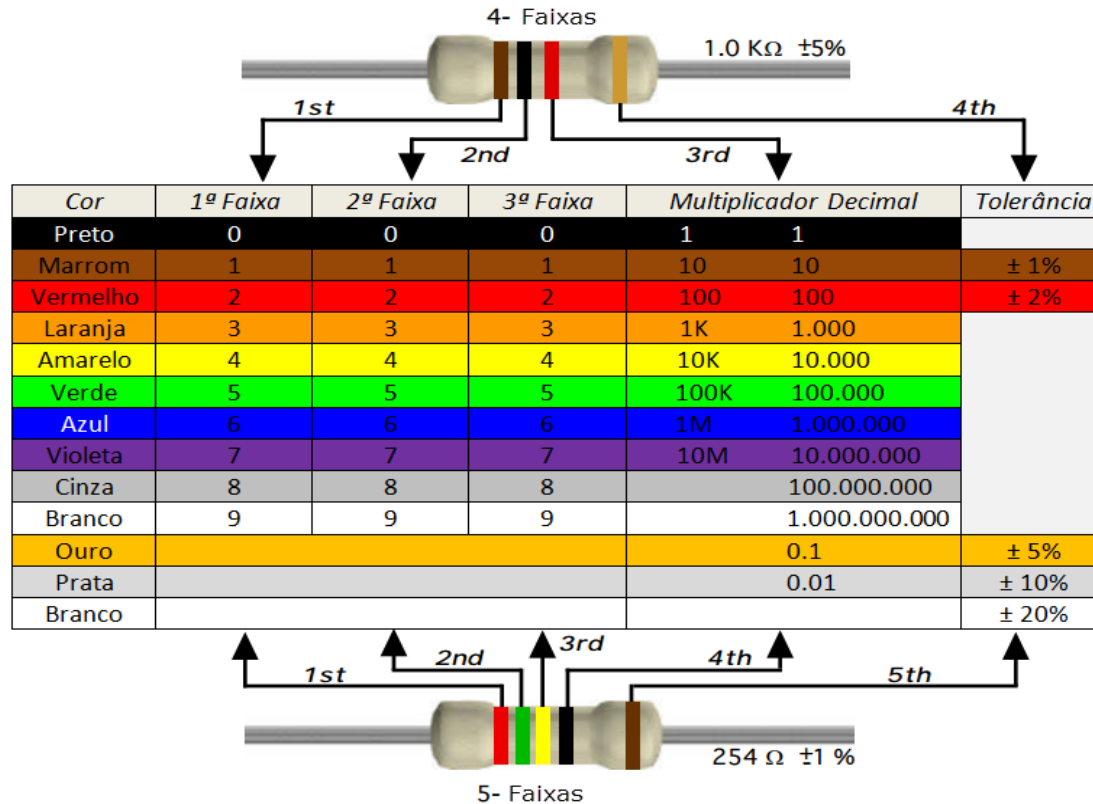 4- Faixas
1.0 KΩ ±5%
1st
2nd
3rd
4th
Cor 1ª Faixa 2ª Faixa 3ª Faixa Multiplicador Decimal Tolerância
Preto 0 0 0 1 1
Marrom 1 1 1 10 10 ± 1%
Vermelho 2 2 2 100 100 ± 2%
Laranja 3 3 3 1K 1.000
Amarelo 4 4 4 10K 10.000
Verde 5 5 5 100K 100.000
Azul 6 6 6 1M 1.000.000
Violeta 7 7 7 10M 10.000.000
Cinza 8 8 8 100.000.000
Branco 9 9 9 1.000.000.000
Ouro 0.1 ± 5%
Prata 0.01 ± 10%
Branco ± 20%
1st
2nd
3rd
4th
5th
254 Ω ±1 %
5- Faixas